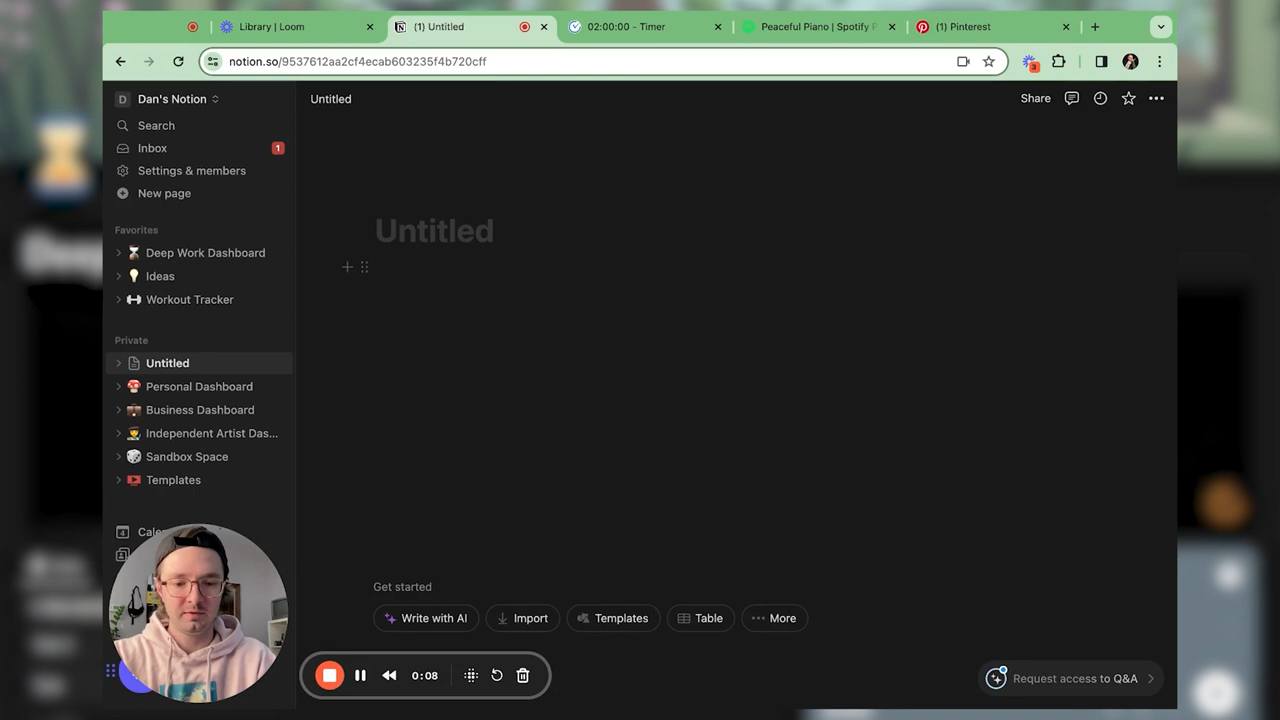 Library | Loom
(1) Untitled
02:00:00 - Timer
Peaceful Piano | Spotify P
(1) Pinterest
notion.so/9537612aa2cf4ecab603235f4b720cff
3
D
Dan's Notion
Untitled
Share
Search
Inbox
1
Settings & members
New page
Favorites
Deep Work Dashboard
Ideas
Workout Tracker
Private
Untitled
Personal Dashboard
Business Dashboard
Independent Artist Das...
Sandbox Space
Templates
4
Untitled
Get started
Write with AI
Import
Templates
Table
More
0:08
Request access to Q&A